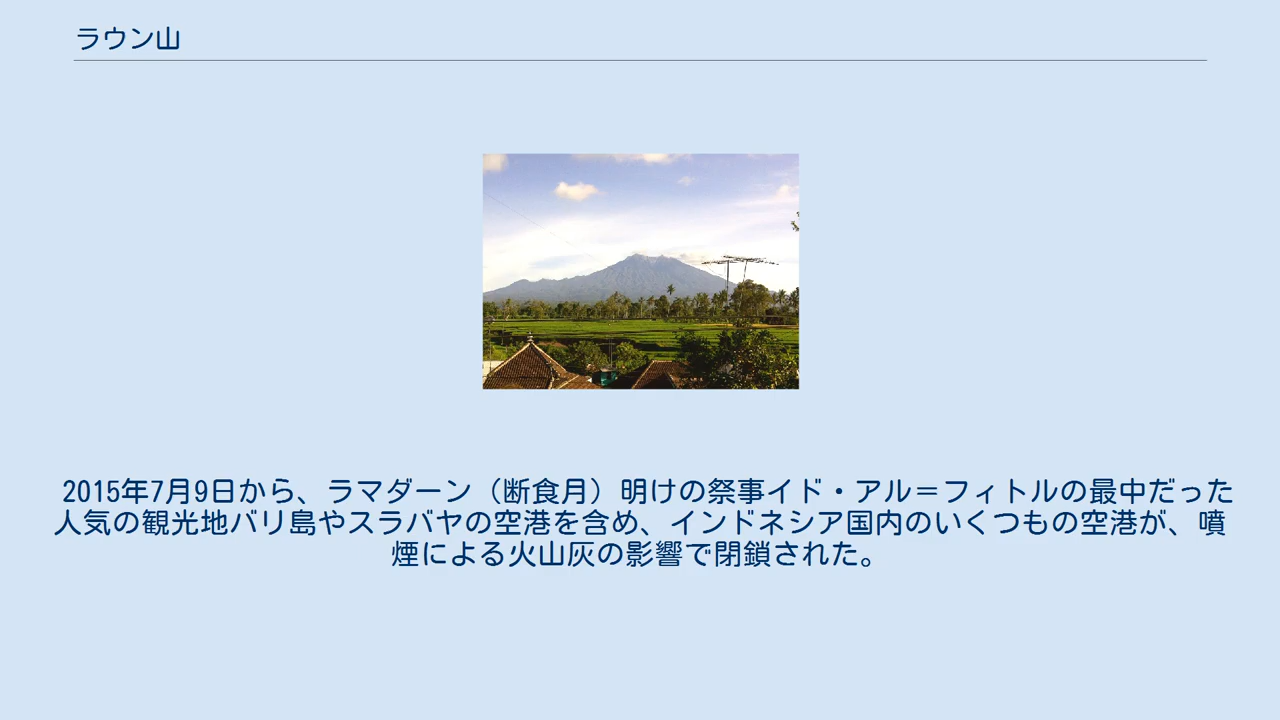 ラウン山
2015年7月9日から、ラマダーン（断食月）明けの祭事イド・アル＝フィトルの最中だった
人気の観光地バリ島やスラバヤの空港を含め、インドネシア国内のいくつもの空港が、噴
煙による火山灰の影響で閉鎖された。